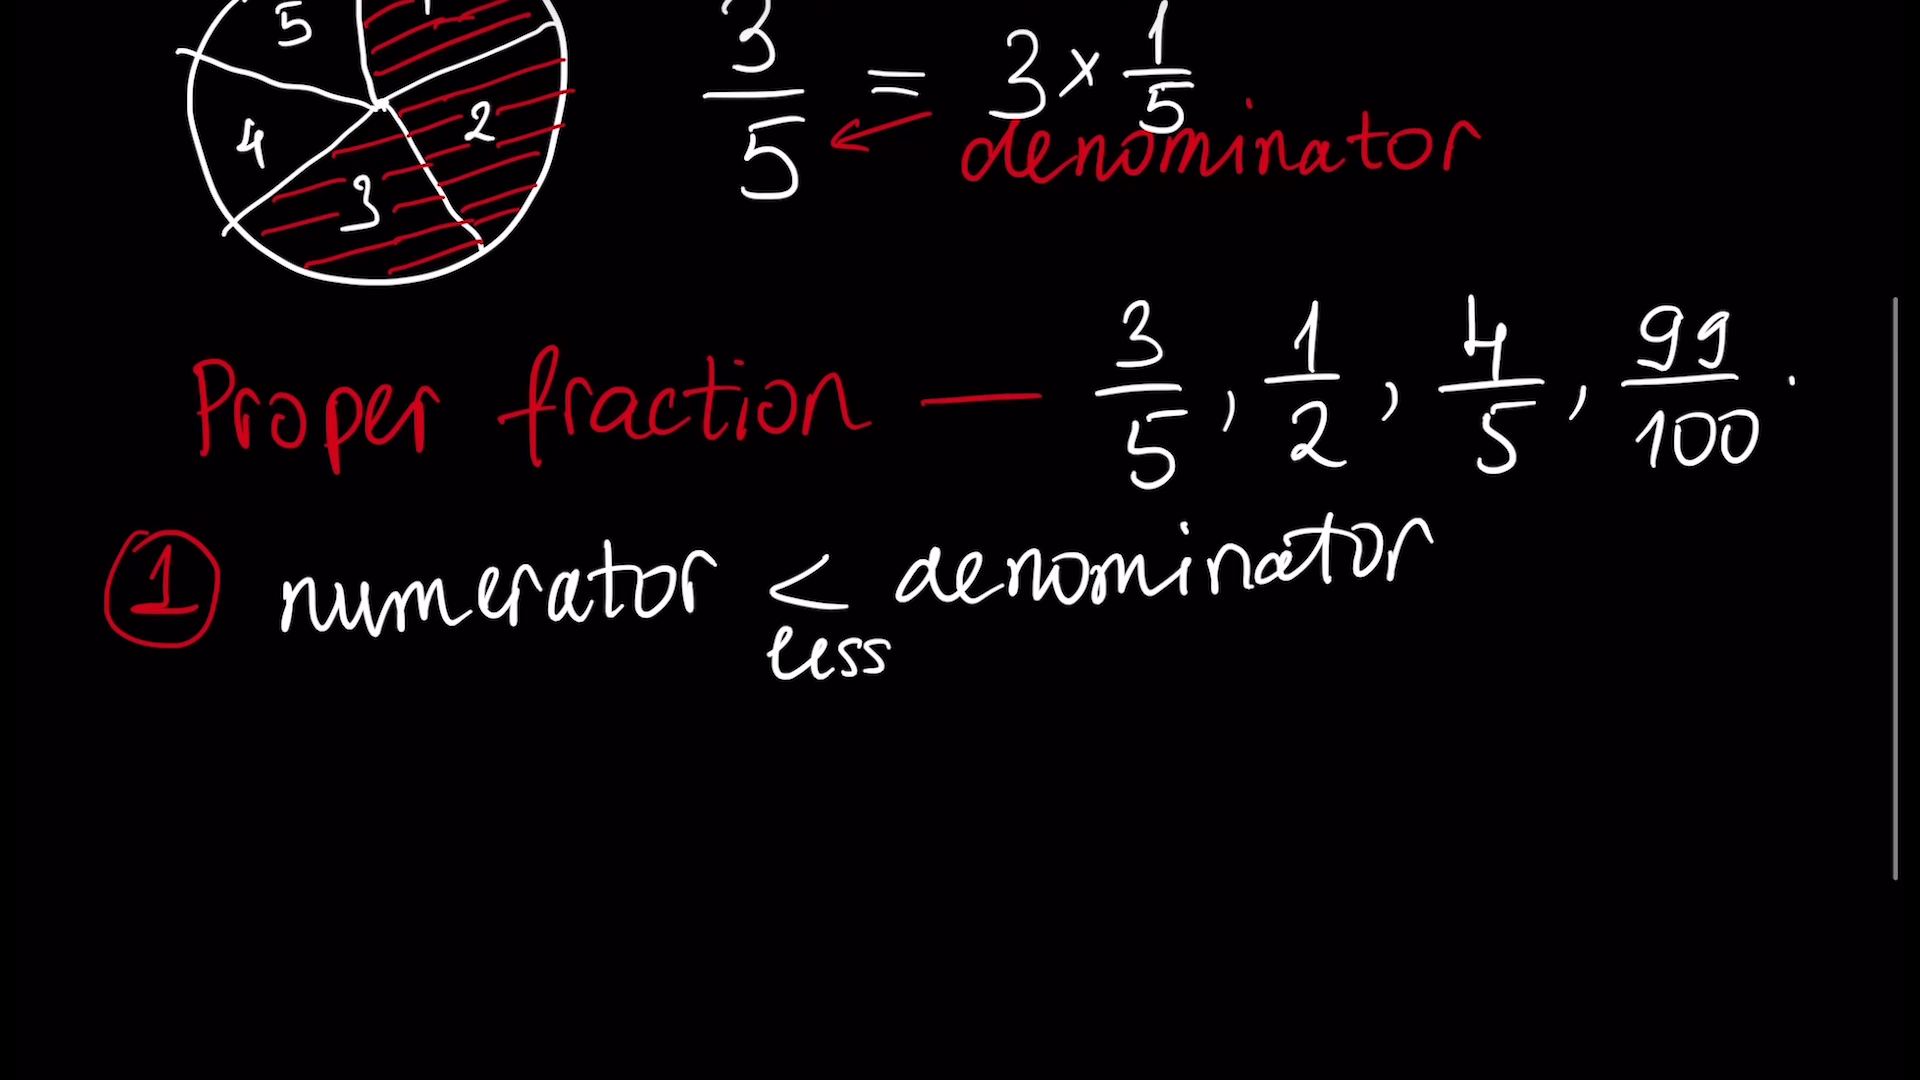 5 1
4 2
3
3/5 = 3 × 1/5
denominator
Proper fraction — 3/5, 1/2, 4/5, 99/100.
1 numerator < denominator
less